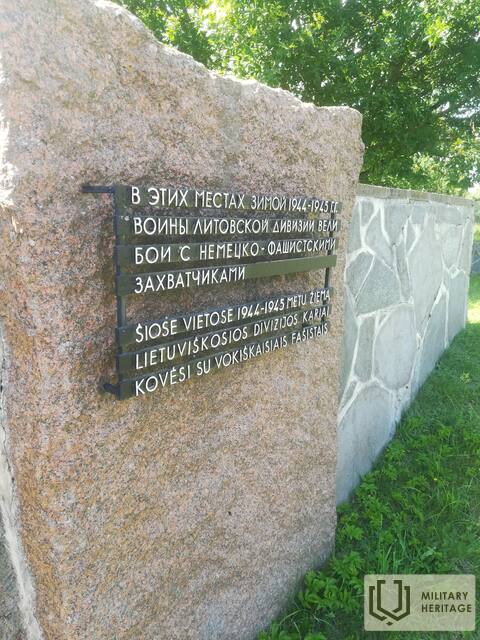 В ЭТИХ МЕСТАХ ЗИМОЙ 1944-1945 ГГ.
ВОИНЫ ЛИТОВСКОЙ ДИВИЗИИ ВЕЛИ
БОИ С НЕМЕЦКО-ФАШИСТСКИМИ
ЗАХВАТЧИКАМИ
ŠIOSE VIETOSE 1944-1945 METŲ ŽIEMĄ
LIETUVIŠKOSIOS DIVIZIJOS KARIAI
KOVĖSI SU VOKIŠKAISIAIS FAŠISTAIS
MILITARY
HERITAGE